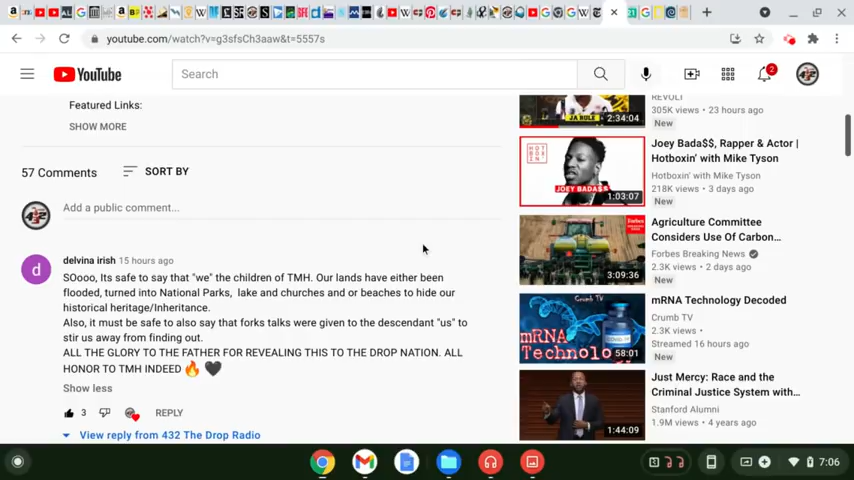 youtube.com/watch?v=g3sfsCh3aaw&t=5557s
YouTube
Search
2
Featured Links:
SHOW MORE
57 Comments
SORT BY
Add a public comment...
d
delvina irish 15 hours ago
SOooo, Its safe to say that "we" the children of TMH. Our lands have either been
flooded, turned into National Parks, lake and churches and or beaches to hide our
historical heritage/Inheritance.
Also, it must be safe to also say that forks talks were given to the descendant "us" to
stir us away from finding out.
ALL THE GLORY TO THE FATHER FOR REVEALING THIS TO THE DROP NATION. ALL
HONOR TO TMH INDEED 🔥 🖤
Show less
3
REPLY
View reply from 432 The Drop Radio
JA RULE
2:34:04
REVOLT
305K views • 23 hours ago
New
HOTBOXIN'
JOEY BADA$$
1:03:07
Joey Bada$$, Rapper & Actor |
Hotboxin' with Mike Tyson
Hotboxin' with Mike Tyson
218K views • 3 days ago
New
Forbes
3:09:36
Agriculture Committee
Considers Use Of Carbon...
Forbes Breaking News
2.3K views • 2 days ago
New
Crumb TV
mRNA
Technology
58:01
mRNA Technology Decoded
Crumb TV
2.3K views •
Streamed 16 hours ago
New
1:44:09
Just Mercy: Race and the
Criminal Justice System with...
Stanford Alumni
1.9M views • 4 years ago
7:06